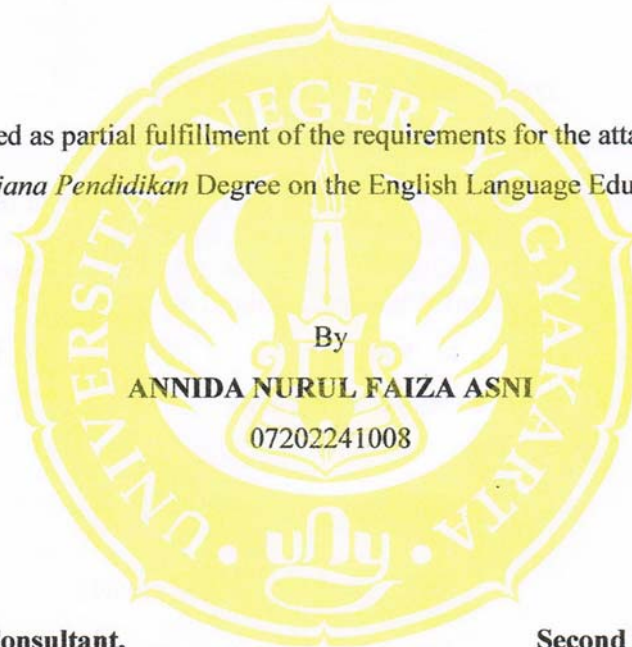 ed as partial fulfillment of the requirements for the atta
jana Pendidikan Degree on the English Language Edu
By
ANNIDA NURUL FAIZA ASNI
07202241008
UNIVERSITAS NEGERI YOGYAKARTA
uny
onsultant,
Second